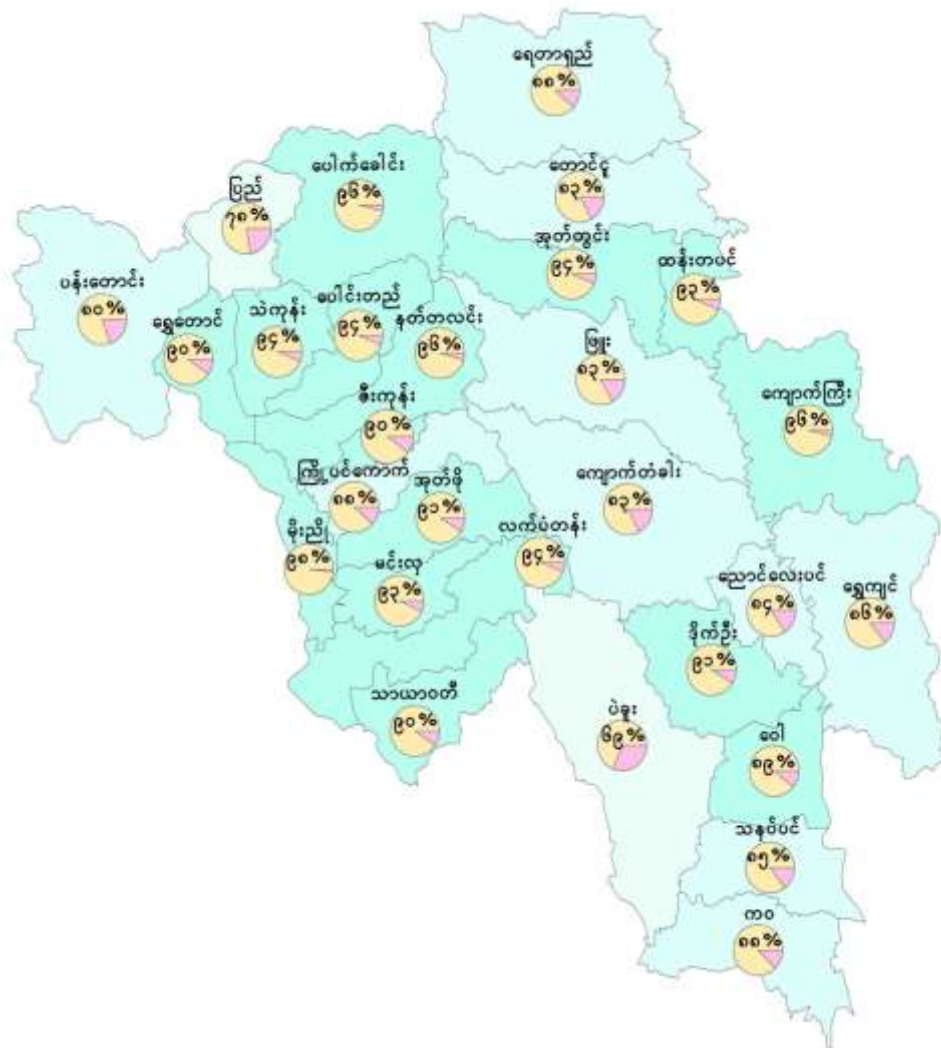 ရေတာရှည်
၈၈%
တောင်ငူ
၈၃%
ပေါက်ခေါင်း
၉၆%
ပြည်
၇၈%
အုတ်တွင်း
၉၄%
ထန်းတပင်
၉၃%
ပန်းတောင်း
၈၀%
ရွှေတောင်
၉၀%
သဲကုန်း
၉၄%
ပေါင်းတည်
၉၄%
နတ်တလင်း
၉၆%
ဖြူး
၈၃%
ကျောက်ကြီး
၉၆%
ဇီးကုန်း
၉၀%
ကြို့ပင်ကောက်
၈၈%
အုတ်ဖို
၉၁%
ကျောက်တံခါး
၈၃%
လက်ပံတန်း
၉၄%
မိုးညို
၉၈%
မင်းလှ
၉၃%
ညောင်လေးပင်
၈၄%
ရွှေကျင်
၈၆%
ဒိုက်ဦး
၉၁%
သာယာဝတီ
၉၀%
ပဲခူး
၆၉%
ဝေါ
၈၉%
သနပ်ပင်
၈၅%
ကဝ
၈၈%